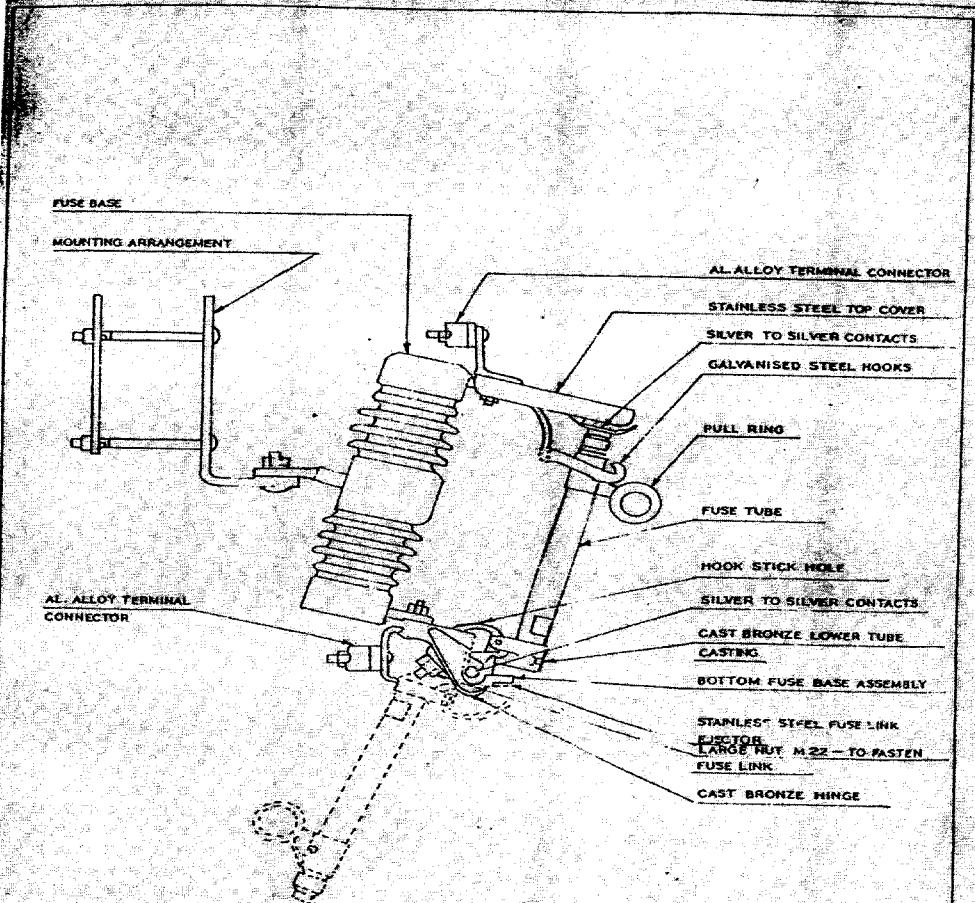 FUSE BASE
MOUNTING ARRANGEMENT
AL. ALLOY TERMINAL CONNECTOR
STAINLESS STEEL TOP COVER
SILVER TO SILVER CONTACTS
GALVANISED STEEL HOOKS
PULL RING
FUSE TUBE
HOOK STICK HOLE
AL. ALLOY TERMINAL
CONNECTOR
SILVER TO SILVER CONTACTS
CAST BRONZE LOWER TUBE
CASTING
BOTTOM FUSE BASE ASSEMBLY
STAINLESS STEEL FUSE LINK
EJECTOR
LARGE NUT M 22 - TO FASTEN
FUSE LINK
CAST BRONZE HINGE